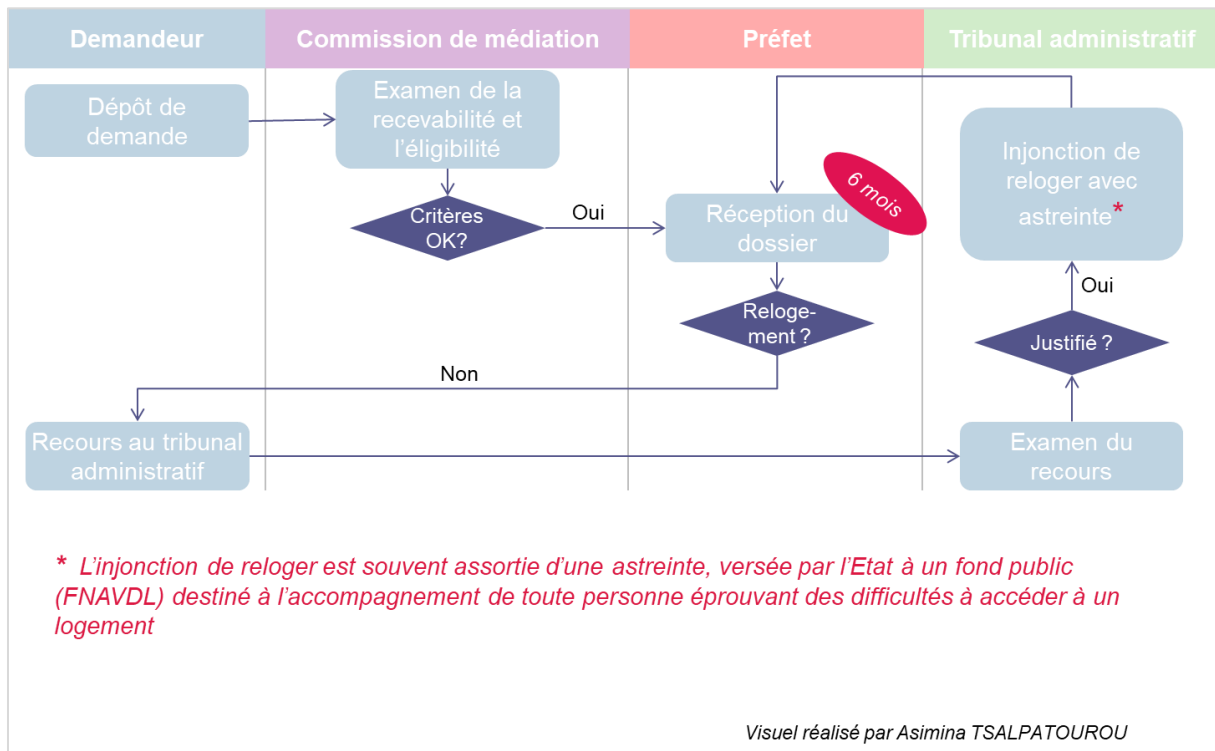 Demandeur
Commission de médiation
Préfet
Tribunal administratif
Dépôt de
demande
Examen de la
recevabilité et
l'éligibilité
Critères
OK?
Oui
Réception du
dossier
6 mois
Reloge-
ment ?
Non
Recours au tribunal
administratif
Examen du
recours
Justifié ?
Oui
Injonction de
reloger avec
astreinte*
* L'injonction de reloger est souvent assortie d'une astreinte, versée par l'Etat à un fond public
(FNAVDL) destiné à l'accompagnement de toute personne éprouvant des difficultés à accéder à un
logement
Visuel réalisé par Asimina TSALPATOUROU